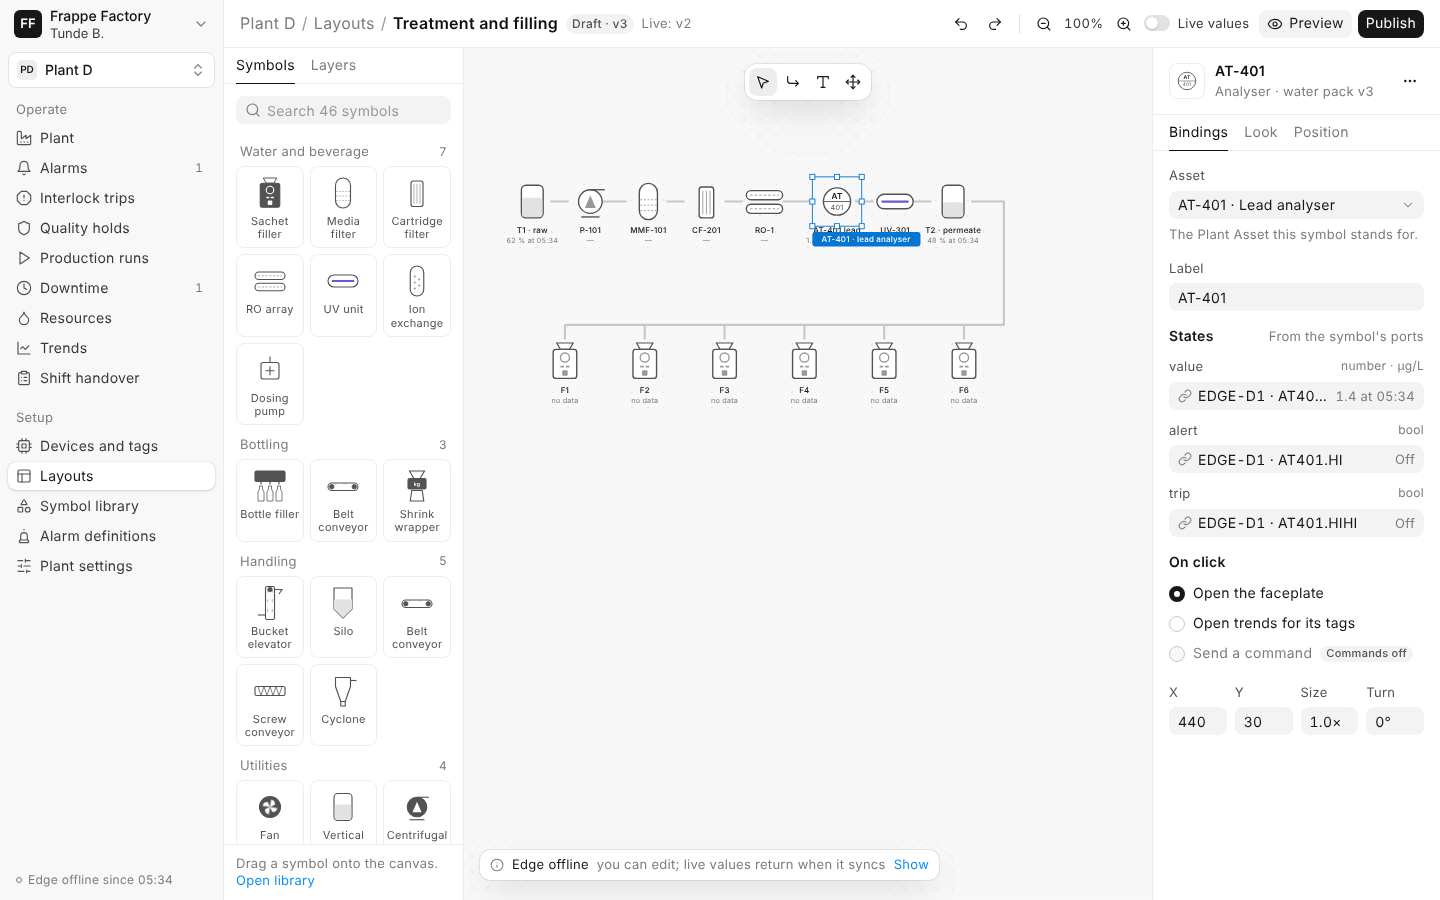 FF
Frappe Factory
Tunde B.
PD Plant D
Operate
Plant
Alarms 1
Interlock trips
Quality holds
Production runs
Downtime 1
Resources
Trends
Shift handover
Setup
Devices and tags
Layouts
Symbol library
Alarm definitions
Plant settings
Edge offline since 05:34
Plant D / Layouts / Treatment and filling Draft · v3 Live: v2
100% Live values Preview Publish
Symbols Layers
Search 46 symbols
Water and beverage 7
Sachet filler
Media filter
Cartridge filter
RO array
UV unit
Ion exchange
Dosing pump
Bottling 3
kg
Bottle filler
Belt conveyor
Shrink wrapper
Handling 5
Bucket elevator
Silo
Belt conveyor
Screw conveyor
Cyclone
Utilities 4
Fan
Vertical
Centrifugal
Drag a symbol onto the canvas.
Open library
AT
401
T1 · raw
62 % at 05:34
P-101
—
MMF-101
—
CF-201
—
RO-1
—
AT-401 · lead analyser
UV-301
T2 · permeate
48 % at 05:34
F1
no data
F2
no data
F3
no data
F4
no data
F5
no data
F6
no data
Edge offline you can edit; live values return when it syncs Show
AT
401
AT-401
Analyser · water pack v3
Bindings Look Position
Asset
AT-401 · Lead analyser
The Plant Asset this symbol stands for.
Label
AT-401
States From the symbol's ports
value number · µg/L
EDGE-D1 · AT40... 1.4 at 05:34
alert bool
EDGE-D1 · AT401.HI Off
trip bool
EDGE-D1 · AT401.HIHI Off
On click
Open the faceplate
Open trends for its tags
Send a command Commands off
X Y Size Turn
440 30 1.0× 0°